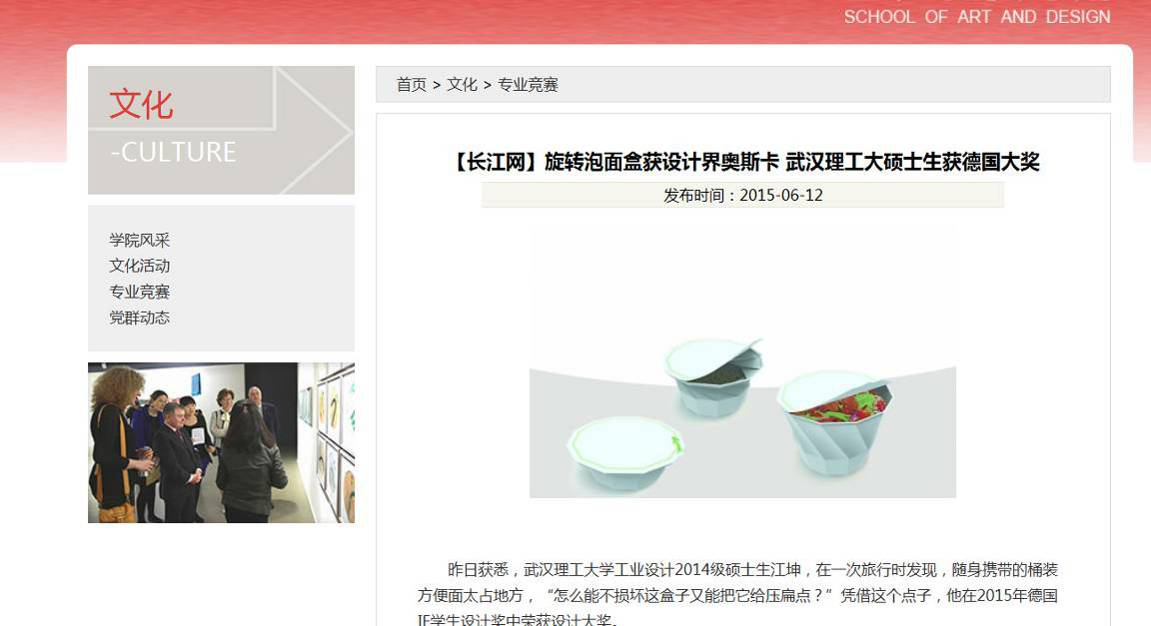 SCHOOL OF ART AND DESIGN
文化
-CULTURE
学院风采
文化活动
专业竞赛
党群动态
首页 > 文化 > 专业竞赛
【长江网】旋转泡面盒获设计界奥斯卡 武汉理工大硕士生获德国大奖
发布时间：2015-06-12
昨日获悉，武汉理工大学工业设计2014级硕士生江坤，在一次旅行时发现，随身携带的桶装
方便面太占地方，“怎么能不损坏这盒子又能把它给压扁点？”凭借这个点子，他在2015年德国
IF学生设计奖中荣获设计大奖。